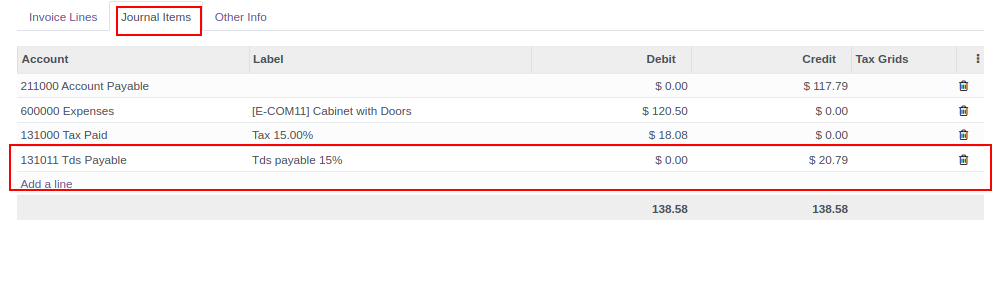 Invoice Lines Journal Items Other Info
Account Label Debit Credit Tax Grids
211000 Account Payable $ 0.00 $ 117.79
600000 Expenses [E-COM11] Cabinet with Doors $ 120.50 $ 0.00
131000 Tax Paid Tax 15.00% $ 18.08 $ 0.00
131011 Tds Payable Tds payable 15% $ 0.00 $ 20.79
Add a line
138.58 138.58